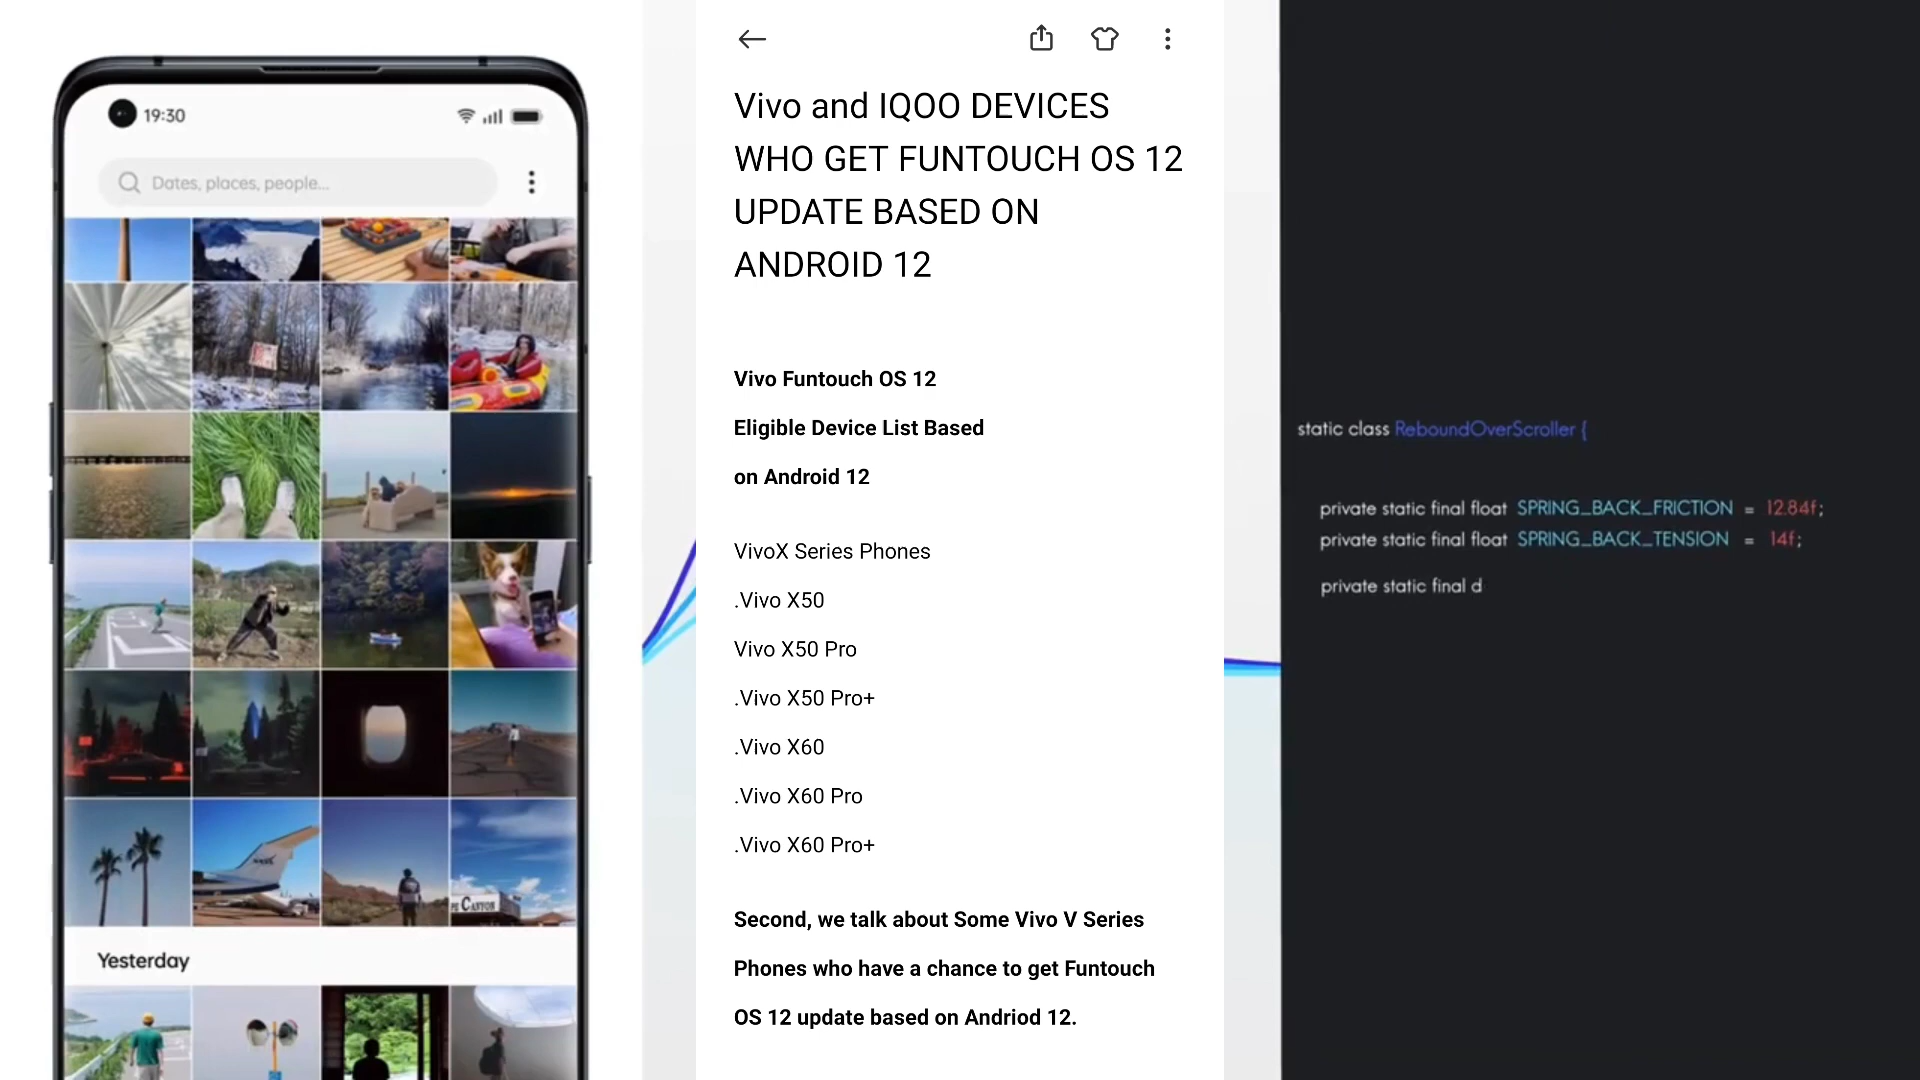 19:30
Dates, places, people...
NASA
PE CANYON
Yesterday
Vivo and IQOO DEVICES
WHO GET FUNTOUCH OS 12
UPDATE BASED ON
ANDROID 12
Vivo Funtouch OS 12
Eligible Device List Based
on Android 12
VivoX Series Phones
.Vivo X50
Vivo X50 Pro
.Vivo X50 Pro+
.Vivo X60
.Vivo X60 Pro
.Vivo X60 Pro+
Second, we talk about Some Vivo V Series
Phones who have a chance to get Funtouch
OS 12 update based on Andriod 12.
static class ReboundOverScroller {
private static final float SPRING_BACK_FRICTION = 12.84f;
private static final float SPRING_BACK_TENSION = 14f;
private static final d